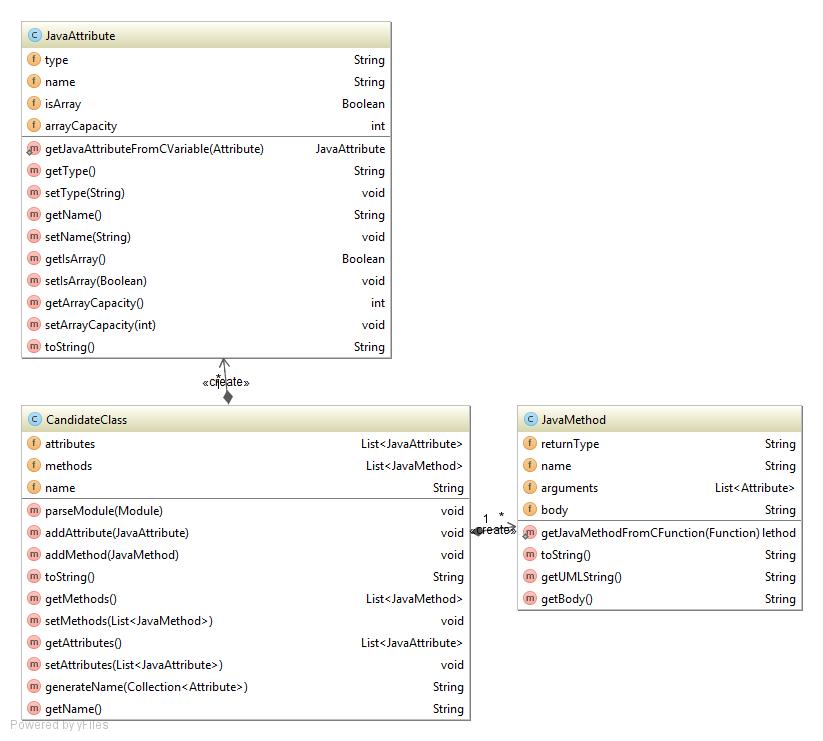 JavaAttribute
type String
name String
isArray Boolean
arrayCapacity int
getJavaAttributeFromCVariable(Attribute) JavaAttribute
getType() String
setType(String) void
getName() String
setName(String) void
getIsArray() Boolean
setIsArray(Boolean) void
getArrayCapacity() int
setArrayCapacity(int) void
toString() String
*
«create»
CandidateClass
attributes List<JavaAttribute>
methods List<JavaMethod>
name String
parseModule(Module) void
addAttribute(JavaAttribute) void
addMethod(JavaMethod) void
toString() String
getMethods() List<JavaMethod>
setMethods(List<JavaMethod>) void
getAttributes() List<JavaAttribute>
setAttributes(List<JavaAttribute>) void
generateName(Collection<Attribute>) String
getName() String
1 *
«create»
JavaMethod
returnType String
name String
arguments List<Attribute>
body String
getJavaMethodFromCFunction(Function) lethod
toString() String
getUMLString() String
getBody() String
Powered by yFiles